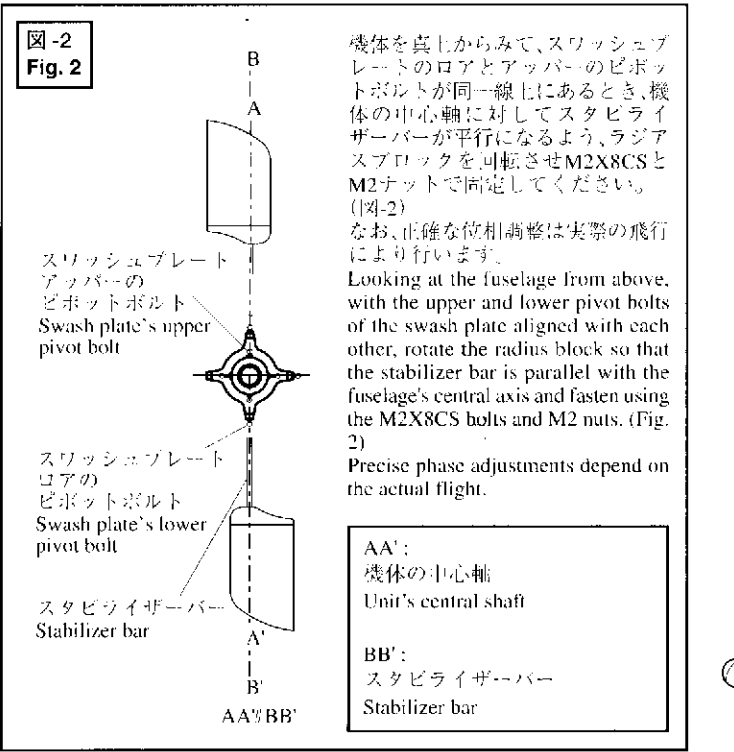 図-2
Fig. 2
B
A
スワッシュプレート
アッパーの
ピボットボルト
Swash plate's upper
pivot bolt
スワッシュプレート
ロアの
ピボットボルト
Swash plate's lower
pivot bolt
スタビライザーバー
Stabilizer bar
A'
B'
AA'//BB'
機体を真上からみて、スワッシュプ
レートのロアとアッパーのピボッ
トボルトが同一線上にあるとき、機
体の中心軸に対してスタビライ
ザーバーが平行になるよう、ラジア
スブロックを回転させM2X8CSと
M2ナットで固定してください。
(図-2)
なお、正確な位相調整は実際の飛行
により行います。
Looking at the fuselage from above,
with the upper and lower pivot bolts
of the swash plate aligned with each
other, rotate the radius block so that
the stabilizer bar is parallel with the
fuselage's central axis and fasten using
the M2X8CS bolts and M2 nuts. (Fig.
2)
Precise phase adjustments depend on
the actual flight.
AA' :
機体の中心軸
Unit's central shaft
BB' :
スタビライザーバー
Stabilizer bar